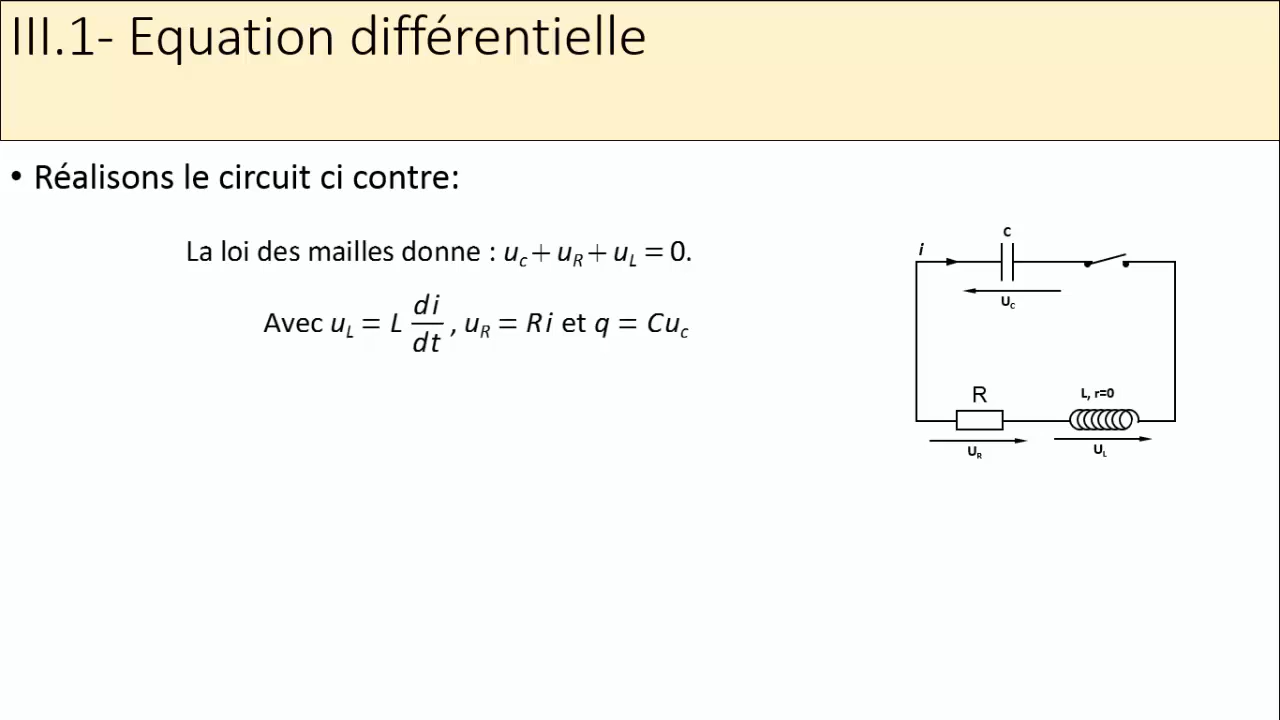 III.1- Equation différentielle
• Réalisons le circuit ci contre:
La loi des mailles donne : u_c + u_R + u_L = 0.
Avec u_L = L di/dt , u_R = Ri et q = Cu_c
C
i
U_C
R
L, r=0
U_R
U_L